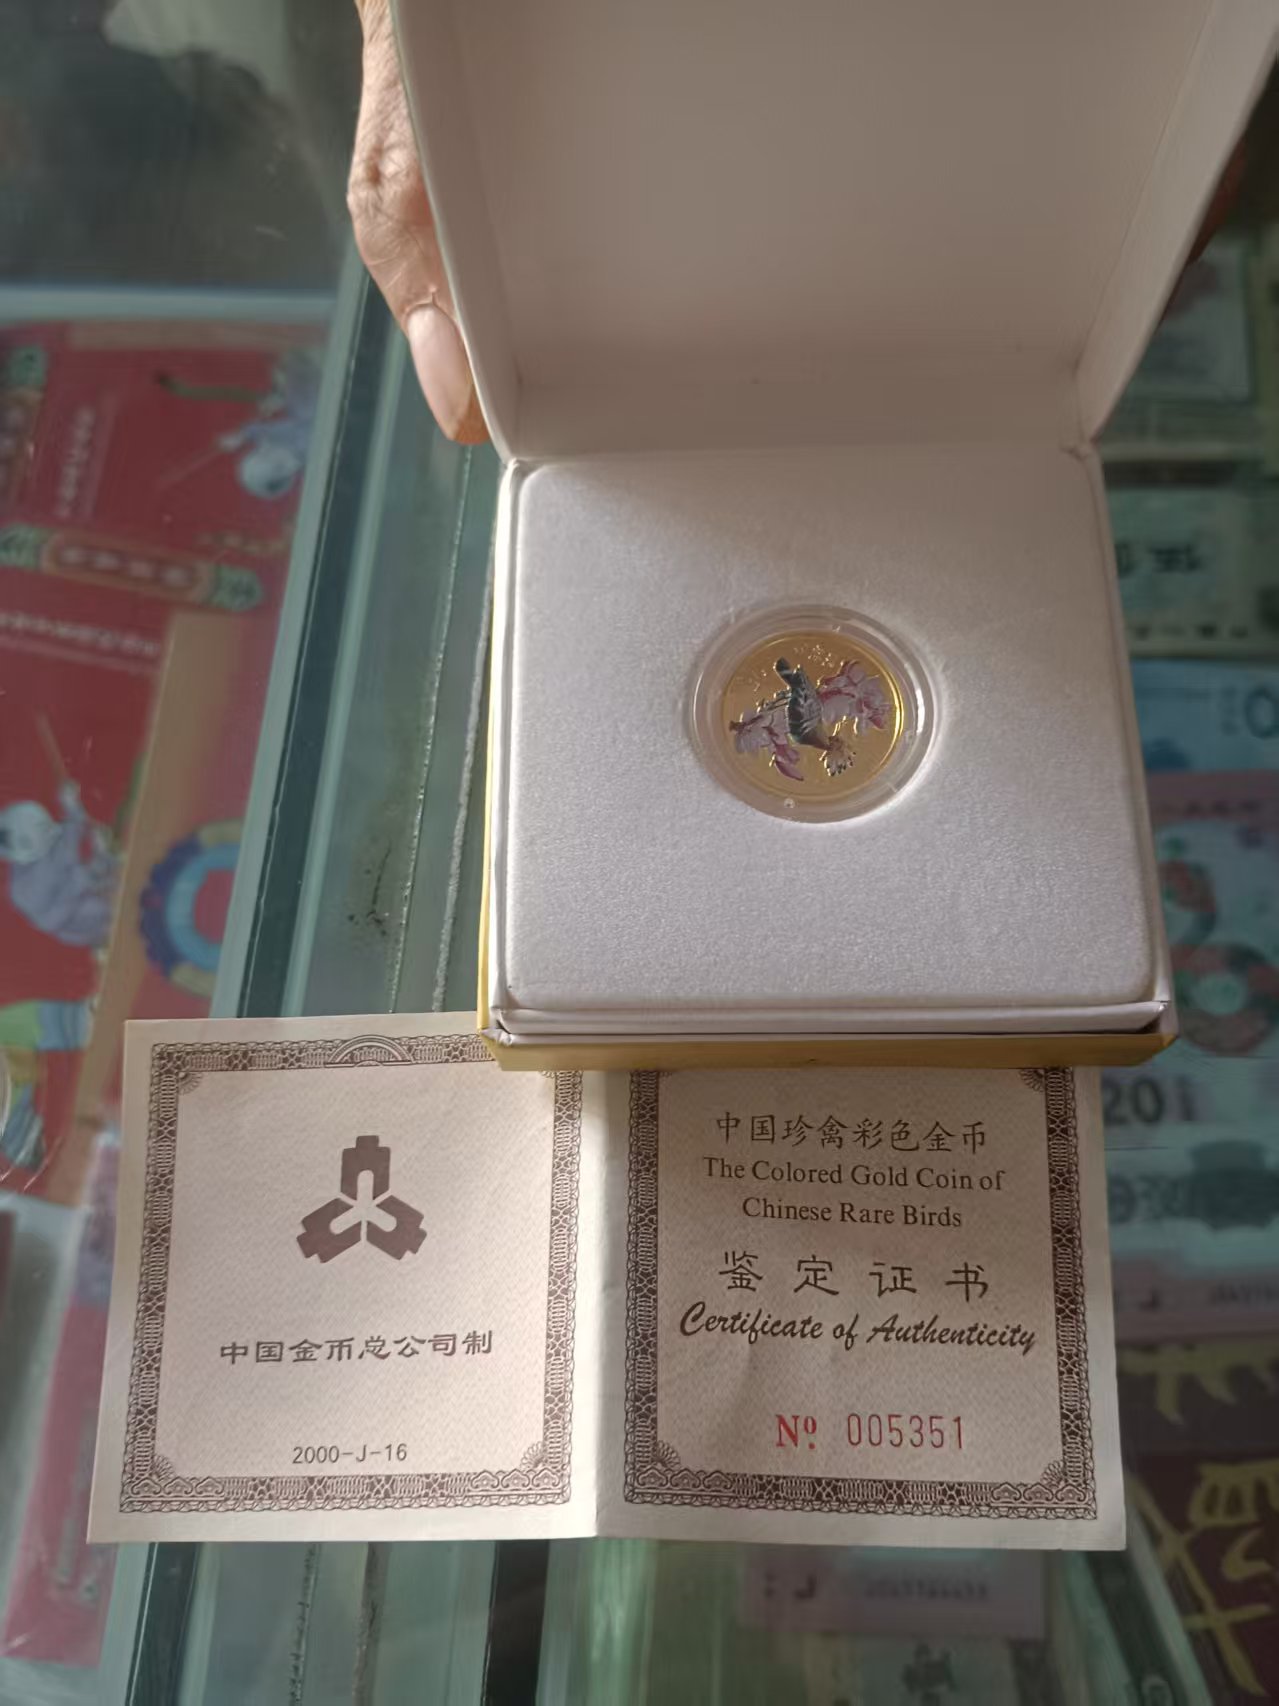 中国金币总公司制
2000-J-16
中国珍禽彩色金币
The Colored Gold Coin of
Chinese Rare Birds
鉴定证书
Certificate of Authenticity
Nº. 005351
20